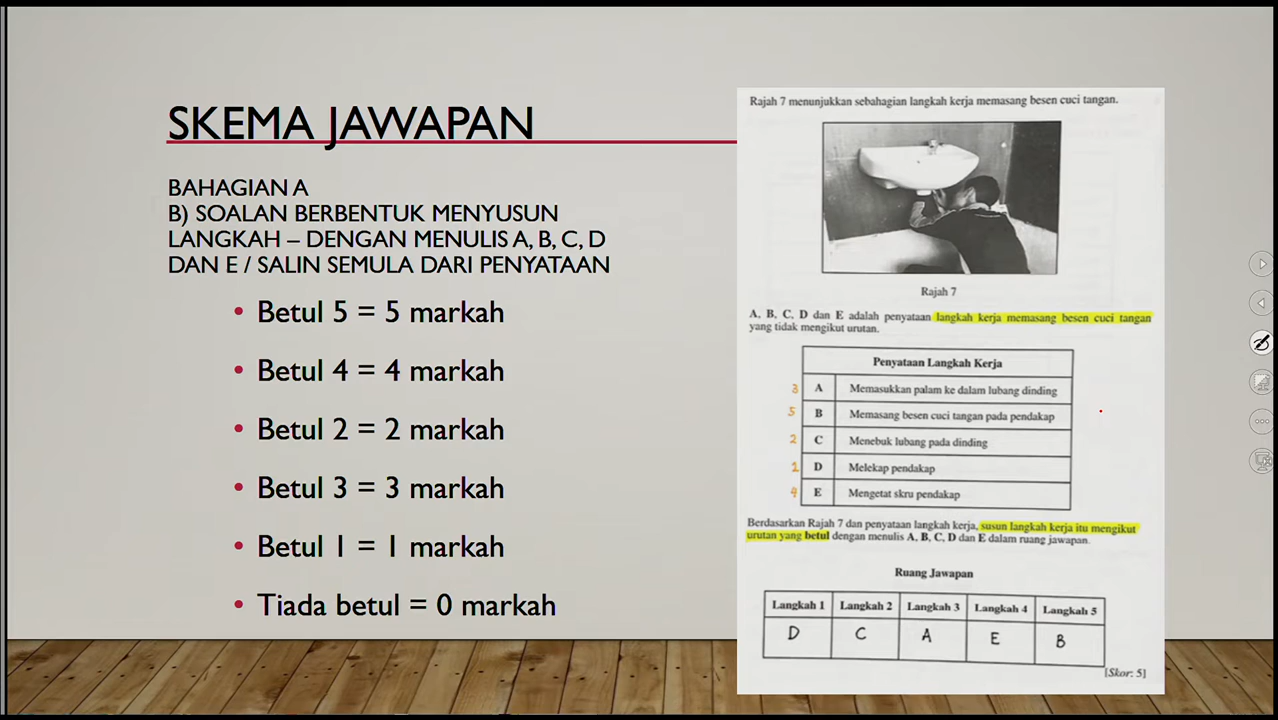 SKEMA JAWAPAN
BAHAGIAN A
B) SOALAN BERBENTUK MENYUSUN
LANGKAH – DENGAN MENULIS A, B, C, D
DAN E / SALIN SEMULA DARI PENYATAAN
• Betul 5 = 5 markah
• Betul 4 = 4 markah
• Betul 2 = 2 markah
• Betul 3 = 3 markah
• Betul 1 = 1 markah
• Tiada betul = 0 markah
Rajah 7 menunjukkan sebahagian langkah kerja memasang besen cuci tangan.
Rajah 7
A, B, C, D dan E adalah penyataan langkah kerja memasang besen cuci tangan
yang tidak mengikut urutan.
Penyataan Langkah Kerja
3 A Memasukkan palam ke dalam lubang dinding
5 B Memasang besen cuci tangan pada pendakap
2 C Menebuk lubang pada dinding
1 D Melekap pendakap
4 E Mengetat skru pendakap
Berdasarkan Rajah 7 dan penyataan langkah kerja, susun langkah kerja itu mengikut
urutan yang betul dengan menulis A, B, C, D dan E dalam ruang jawapan.
Ruang Jawapan
Langkah 1 Langkah 2 Langkah 3 Langkah 4 Langkah 5
D C A E B
[Skor: 5]